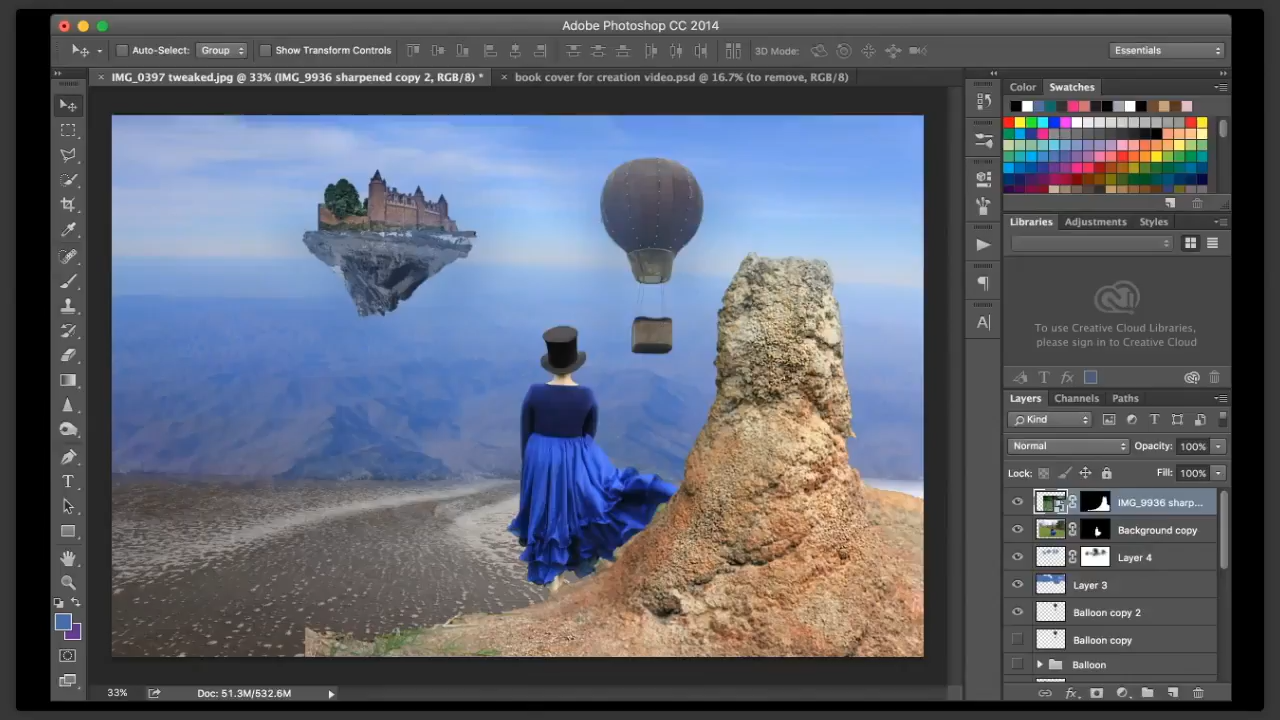 Adobe Photoshop CC 2014
Auto-Select: Group Show Transform Controls 3D Mode: Essentials
× IMG_0397 tweaked.jpg @ 33% (IMG_9936 sharpened copy 2, RGB/8) * × book cover for creation video.psd @ 16.7% (to remove, RGB/8)
Color Swatches
Libraries Adjustments Styles
To use Creative Cloud Libraries,
please sign in to Creative Cloud
Layers Channels Paths
Kind
Normal Opacity: 100%
Lock: Fill: 100%
IMG_9936 sharp...
Background copy
Layer 4
Layer 3
Balloon copy 2
Balloon copy
Balloon
33% Doc: 51.3M/532.6M